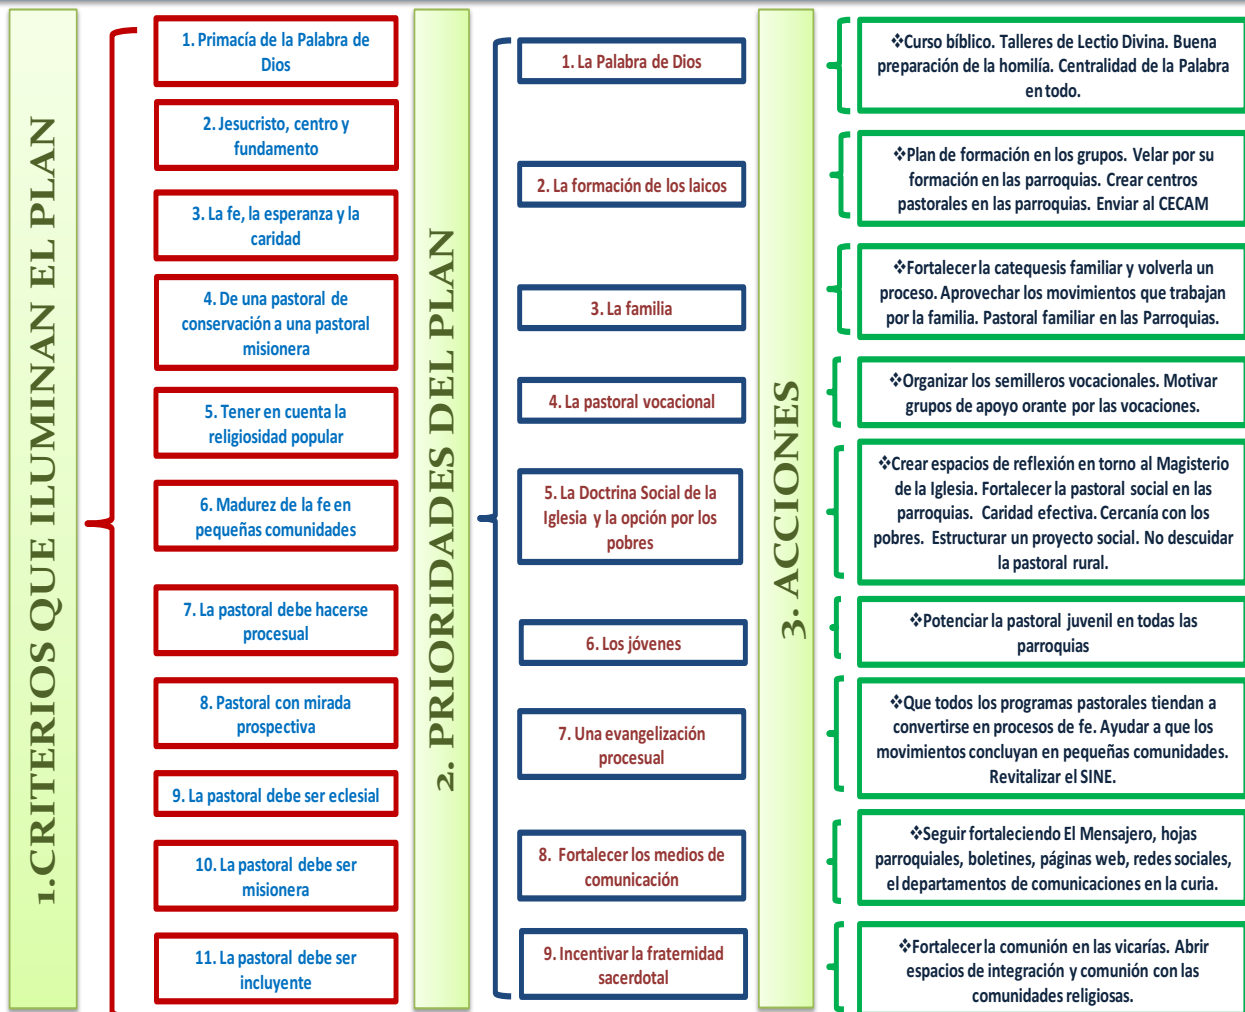 1.CRITERIOS QUE ILUMINAN EL PLAN
1. Primacía de la Palabra de
Dios
2. Jesucristo, centro y
fundamento
3. La fe, la esperanza y la
caridad
4. De una pastoral de
conservación a una pastoral
misionera
5. Tener en cuenta la
religiosidad popular
6. Madurez de la fe en
pequeñas comunidades
7. La pastoral debe hacerse
procesual
8. Pastoral con mirada
prospectiva
9. La pastoral debe ser eclesial
10. La pastoral debe ser
misionera
11. La pastoral debe ser
incluyente
2. PRIORIDADES DEL PLAN
1. La Palabra de Dios
2. La formación de los laicos
3. La familia
4. La pastoral vocacional
5. La Doctrina Social de la
Iglesia y la opción por los
pobres
6. Los jóvenes
7. Una evangelización
procesual
8. Fortalecer los medios de
comunicación
9. Incentivar la fraternidad
sacerdotal
3. ACCIONES
❖Curso bíblico. Talleres de Lectio Divina. Buena
preparación de la homilía. Centralidad de la Palabra
en todo.
❖Plan de formación en los grupos. Velar por su
formación en las parroquias. Crear centros
pastorales en las parroquias. Enviar al CECAM
❖Fortalecer la catequesis familiar y volverla un
proceso. Aprovechar los movimientos que trabajan
por la familia. Pastoral familiar en las Parroquias.
❖Organizar los semilleros vocacionales. Motivar
grupos de apoyo orante por las vocaciones.
❖Crear espacios de reflexión en torno al Magisterio
de la Iglesia. Fortalecer la pastoral social en las
parroquias. Caridad efectiva. Cercanía con los
pobres. Estructurar un proyecto social. No descuidar
la pastoral rural.
❖Potenciar la pastoral juvenil en todas las
parroquias
❖Que todos los programas pastorales tiendan a
convertirse en procesos de fe. Ayudar a que los
movimientos concluyan en pequeñas comunidades.
Revitalizar el SINE.
❖Seguir fortaleciendo El Mensajero, hojas
parroquiales, boletines, páginas web, redes sociales,
el departamentos de comunicaciones en la curia.
❖Fortalecer la comunión en las vicarías. Abrir
espacios de integración y comunión con las
comunidades religiosas.